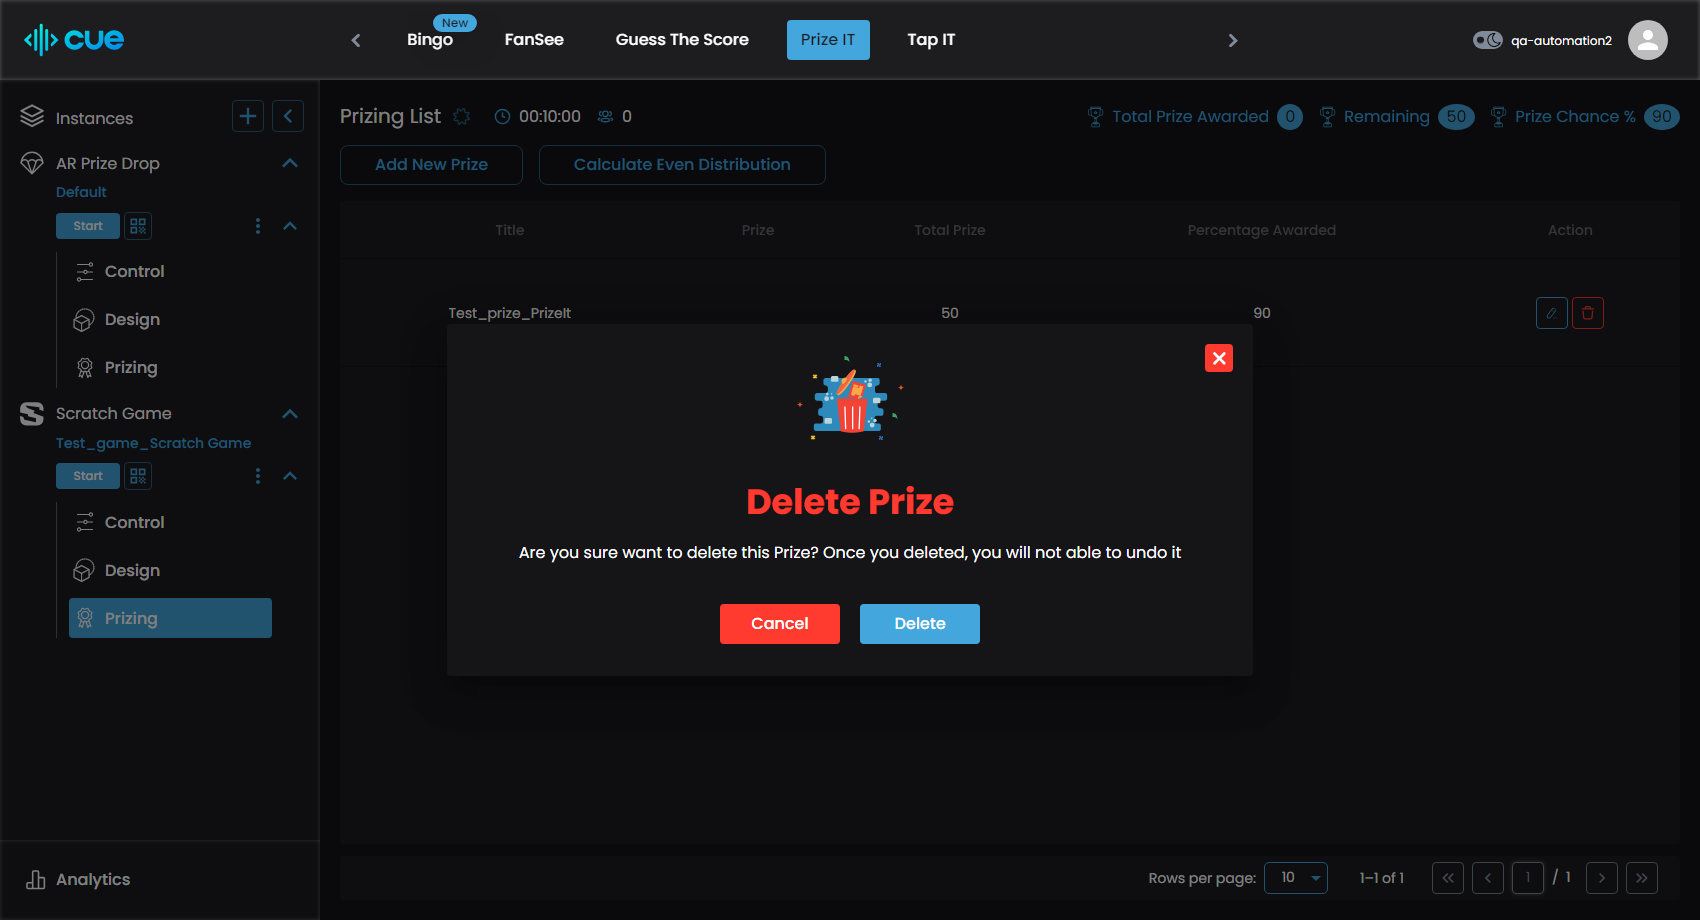 cue
New
Bingo
FanSee
Guess The Score
Prize IT
Tap IT
qa-automation2
Instances
AR Prize Drop
Default
Start
Control
Design
Prizing
Scratch Game
Test_game_Scratch Game
Start
Control
Design
Prizing
Analytics
Prizing List
00:10:00
0
Total Prize Awarded 0
Remaining 50
Prize Chance % 90
Add New Prize
Calculate Even Distribution
Title Prize Total Prize Percentage Awarded Action
Test_prize_PrizeIt 50 90
Delete Prize
Are you sure want to delete this Prize? Once you deleted, you will not able to undo it
Cancel
Delete
Rows per page: 10 1–1 of 1 1 / 1